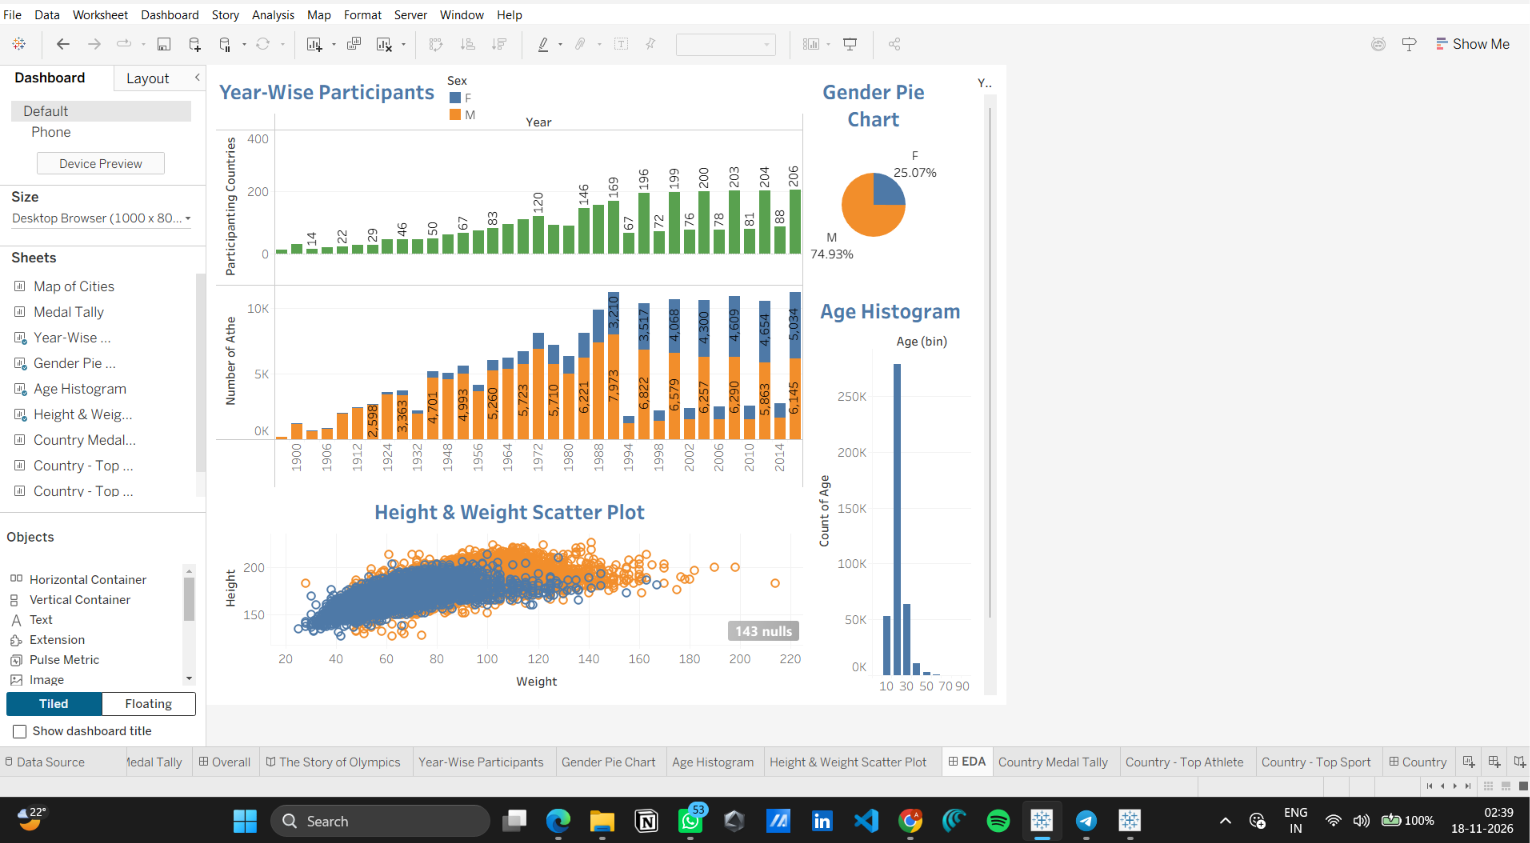 File Data Worksheet Dashboard Story Analysis Map Format Server Window Help
Show Me
Dashboard Layout
Default
Phone
Device Preview
Size
Desktop Browser (1000 x 80...
Sheets
Map of Cities
Medal Tally
Year-Wise ...
Gender Pie ...
Age Histogram
Height & Weig...
Country Medal...
Country - Top ...
Country - Top ...
Objects
Horizontal Container
Vertical Container
Text
Extension
Pulse Metric
Image
Tiled Floating
Show dashboard title
Year-Wise Participants
Sex
F
M
Year
Participanting Countries
400
200
0
14 22 29 46 50 67 83 120 146 169 67 196 72 199 76 200 78 203 81 204 88 206
Number of Athe
10K
5K
0K
3,210 3,517 4,068 4,300 4,609 4,654 5,034
2,598 3,363 4,701 4,993 5,260 5,723 5,710 6,221 7,973 6,822 6,579 6,257 6,290 5,863 6,145
1900 1906 1912 1924 1932 1948 1956 1964 1972 1980 1988 1994 1998 2002 2006 2010 2014
Height & Weight Scatter Plot
Height
200
150
143 nulls
20 40 60 80 100 120 140 160 180 200 220
Weight
Gender Pie
Chart
Y..
F
25.07%
M
74.93%
Age Histogram
Age (bin)
Count of Age
250K
200K
150K
100K
50K
0K
10 30 50 70 90
Data Source Medal Tally Overall The Story of Olympics Year-Wise Participants Gender Pie Chart Age Histogram Height & Weight Scatter Plot EDA Country Medal Tally Country - Top Athlete Country - Top Sport Country
22°
Search
53
ENG
IN
100%
02:39
18-11-2026